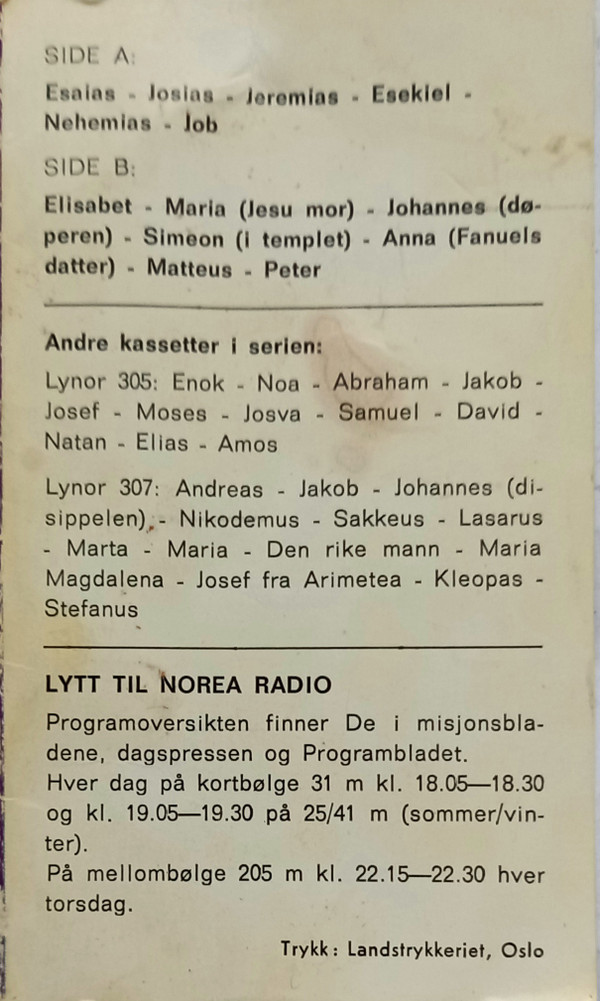 SIDE A:
Esaias - Josias - Jeremias - Esekiel -
Nehemias - Job
SIDE B:
Elisabet - Maria (Jesu mor) - Johannes (dø-
peren) - Simeon (i templet) - Anna (Fanuels
datter) - Matteus - Peter
Andre kassetter i serien:
Lynor 305: Enok - Noa - Abraham - Jakob -
Josef - Moses - Josva - Samuel - David -
Natan - Elias - Amos
Lynor 307: Andreas - Jakob - Johannes (di-
sippelen) - Nikodemus - Sakkeus - Lasarus
- Marta - Maria - Den rike mann - Maria
Magdalena - Josef fra Arimetea - Kleopas -
Stefanus
LYTT TIL NOREA RADIO
Programoversikten finner De i misjonsbla-
dene, dagspressen og Programbladet.
Hver dag på kortbølge 31 m kl. 18.05—18.30
og kl. 19.05—19.30 på 25/41 m (sommer/vin-
ter).
På mellombølge 205 m kl. 22.15—22.30 hver
torsdag.
Trykk: Landstrykkeriet, Oslo